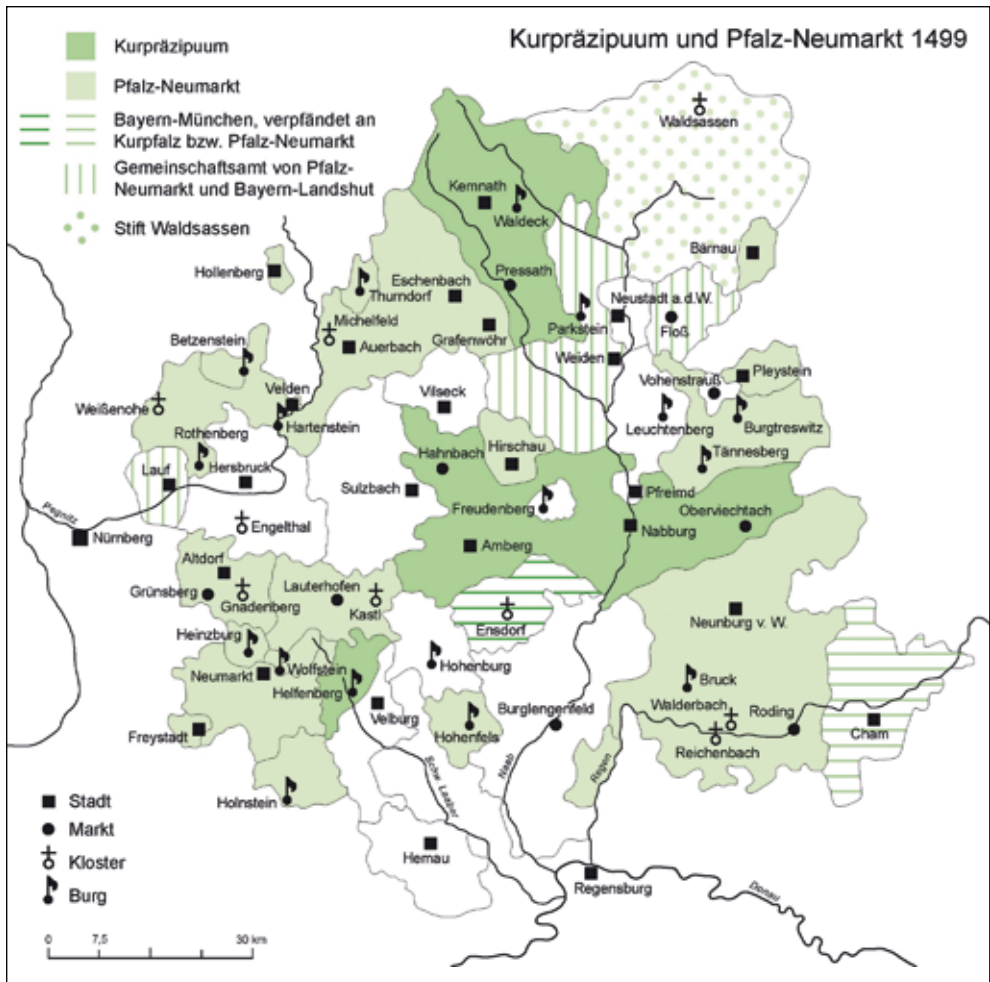 Kurpräzipuum und Pfalz-Neumarkt 1499
Kurpräzipuum
Pfalz-Neumarkt
Bayern-München, verpfändet an
Kurpfalz bzw. Pfalz-Neumarkt
Gemeinschaftsamt von Pfalz-
Neumarkt und Bayern-Landshut
Stift Waldsassen
Waldsassen
Kemnath
Waldeck
Bärnau
Hollenberg
Pressath
Eschenbach
Thurndorf
Neustadt a.d.W.
Michelfeld
Parkstein
Floß
Grafenwöhr
Betzenstein
Auerbach
Weiden
Pleystein
Vohenstrauß
Velden
Vilseck
Weißenohe
Leuchtenberg
Burgtreswitz
Hartenstein
Rothenberg
Hahnbach
Hirschau
Tännesberg
Lauf
Hersbruck
Sulzbach
Pfreimd
Freudenberg
Oberviechtach
Pegnitz
Engelthal
Nabburg
Nürnberg
Amberg
Altdorf
Lauterhofen
Grünsberg
Gnadenberg
Kastl
Neunburg v. W.
Ensdorf
Heinzburg
Wolfstein
Hohenburg
Neumarkt
Helfenberg
Bruck
Velburg
Walderbach
Burglengenfeld
Roding
Freystadt
Hohenfels
Reichenbach
Cham
Schw. Laaber
Naab
Regen
Holnstein
Stadt
Markt
Hemau
Kloster
Regensburg
Donau
Burg
0 7,5 30 km